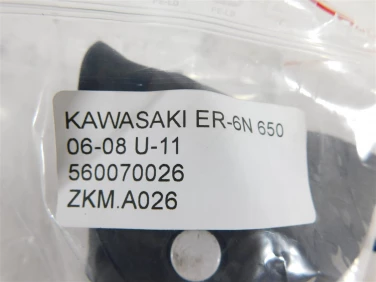 KAWASAKI ER-6N 650
06-08 U-11
560070026
ZKM.A026